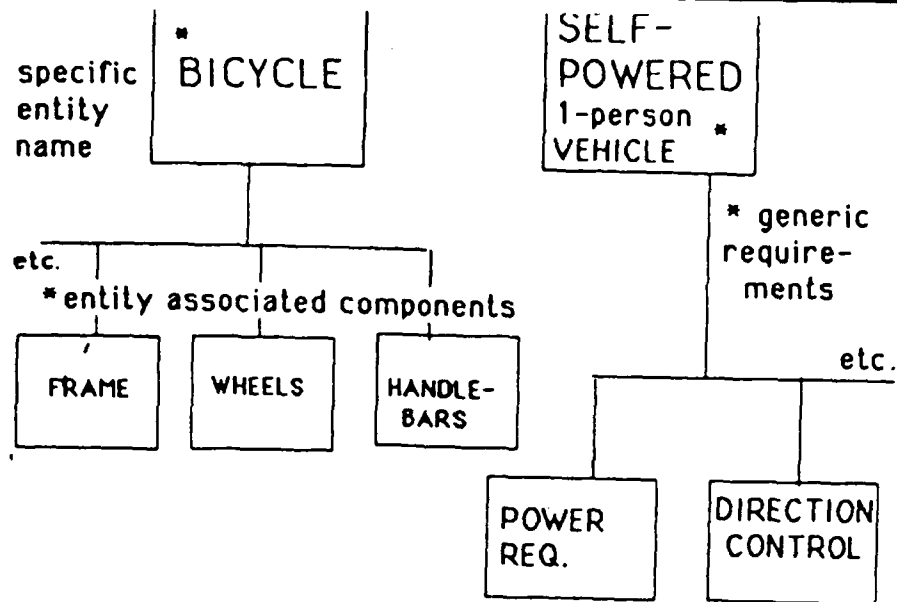 *
BICYCLE
specific
entity
name
etc.
*entity associated components
FRAME
WHEELS
HANDLE-
BARS
SELF-
POWERED
1-person
VEHICLE *
* generic
require-
ments
etc.
POWER
REQ.
DIRECTION
CONTROL